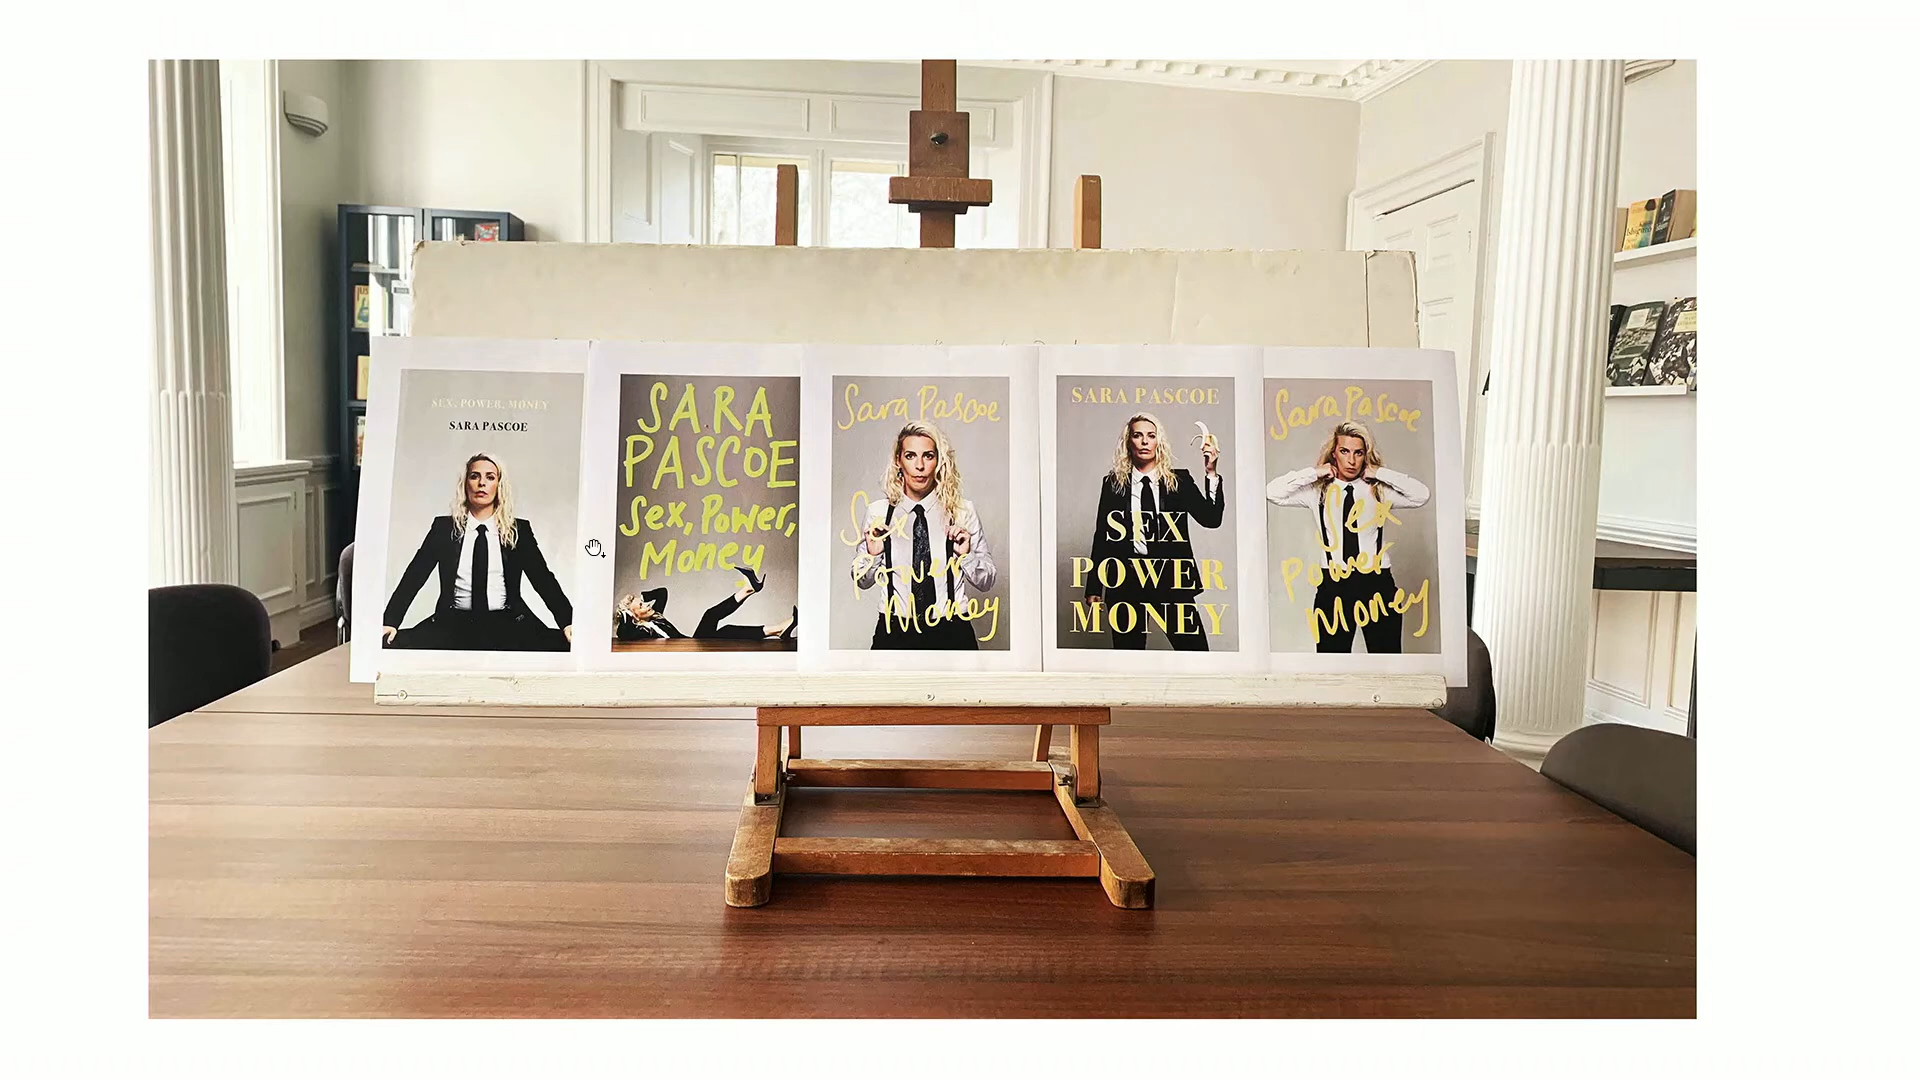 SEX, POWER, MONEY
SARA PASCOE
SARA
PASCOE
Sex, Power,
Money
Sara Pascoe
Sex
Power
Money
SARA PASCOE
SEX
POWER
MONEY
Sara Pascoe
Sex
Power
Money